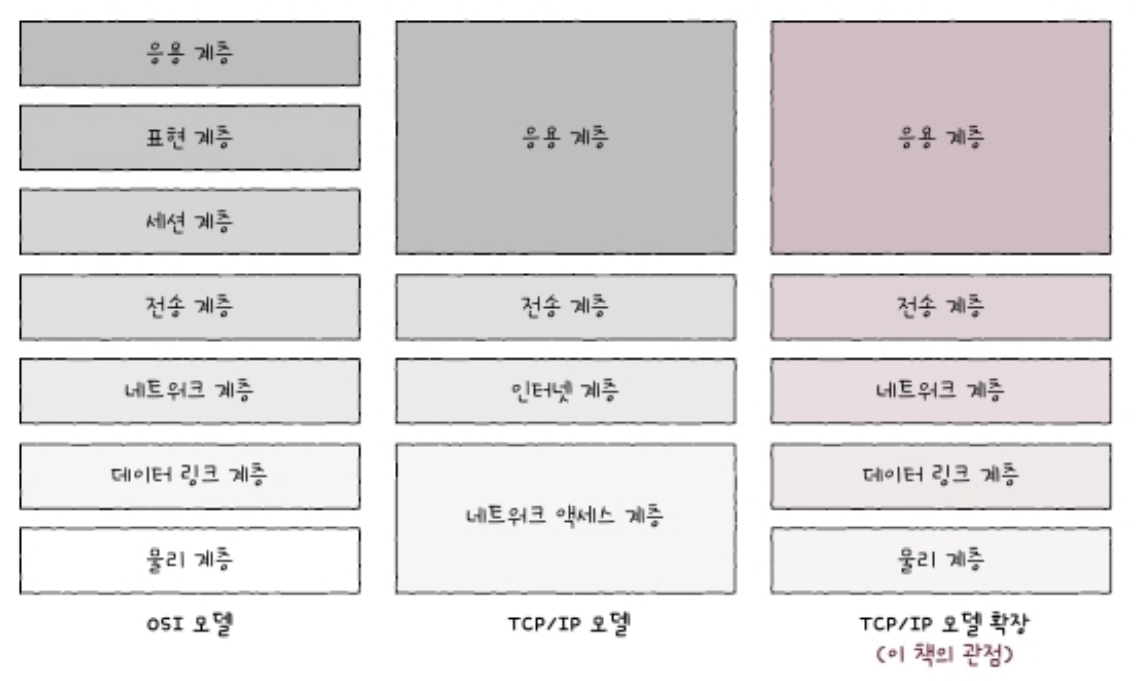 응용 계층
표현 계층
세션 계층
전송 계층
네트워크 계층
데이터 링크 계층
물리 계층
OSI 모델
응용 계층
전송 계층
인터넷 계층
네트워크 액세스 계층
TCP/IP 모델
응용 계층
전송 계층
네트워크 계층
데이터 링크 계층
물리 계층
TCP/IP 모델 확장
(이 책의 관점)